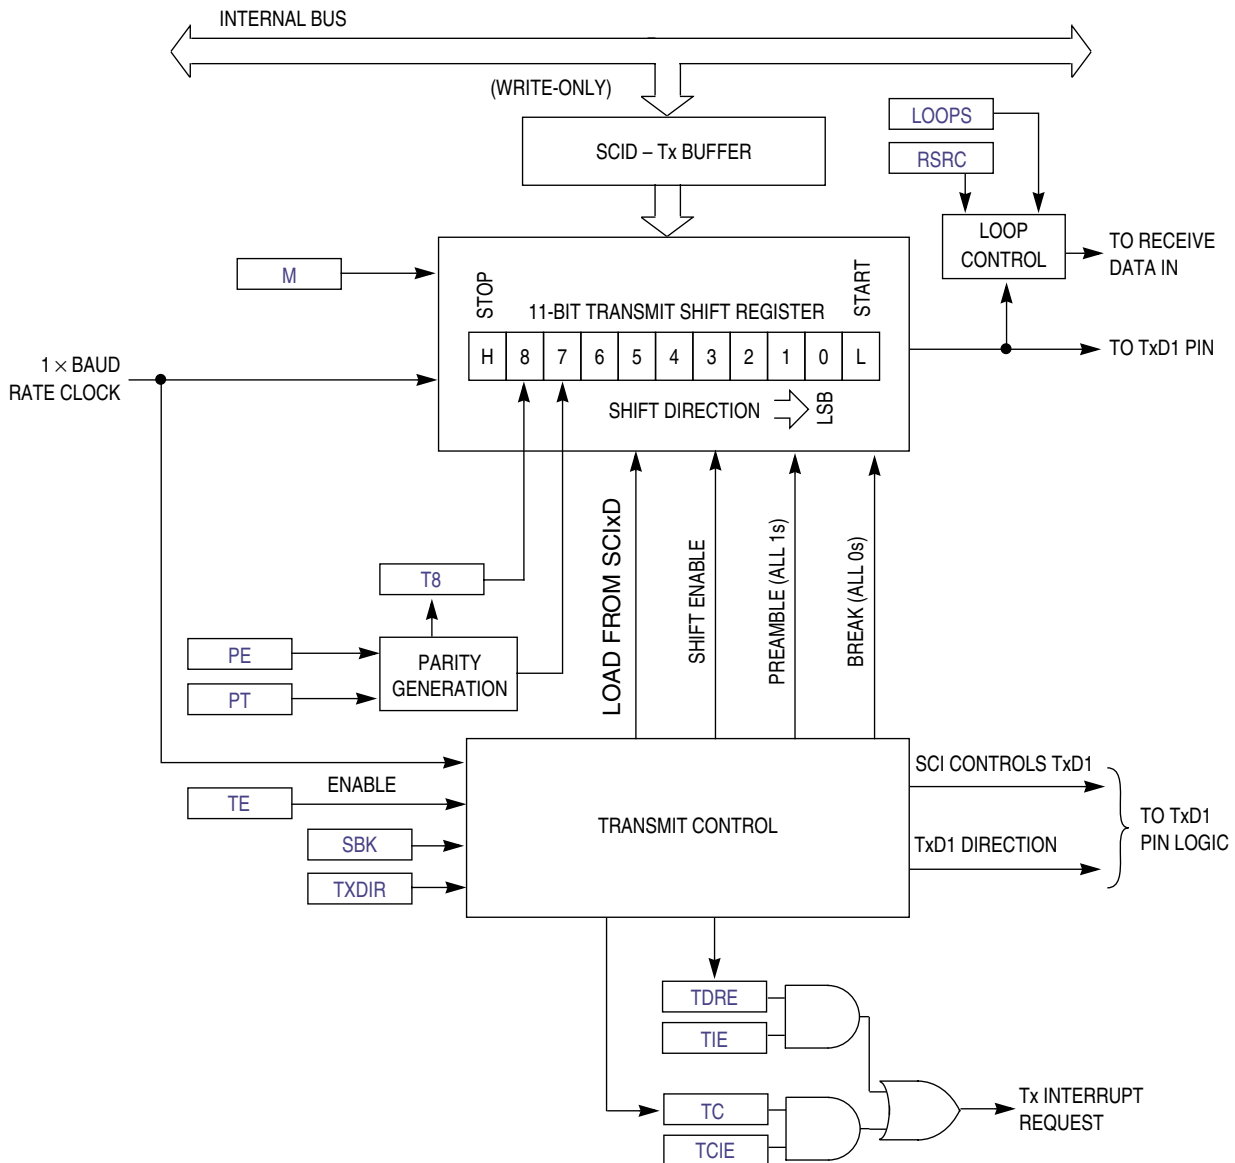 INTERNAL BUS
(WRITE-ONLY)
SCID – Tx BUFFER
LOOPS
RSRC
LOOP
CONTROL
TO RECEIVE
DATA IN
M
STOP
11-BIT TRANSMIT SHIFT REGISTER
START
H 8 7 6 5 4 3 2 1 0 L
TO TxD1 PIN
1 × BAUD
RATE CLOCK
SHIFT DIRECTION
LSB
LOAD FROM SCIxD
SHIFT ENABLE
PREAMBLE (ALL 1s)
BREAK (ALL 0s)
T8
PE
PT
PARITY
GENERATION
ENABLE
TE
SBK
TXDIR
TRANSMIT CONTROL
SCI CONTROLS TxD1
TxD1 DIRECTION
TO TxD1
PIN LOGIC
TDRE
TIE
TC
TCIE
Tx INTERRUPT
REQUEST